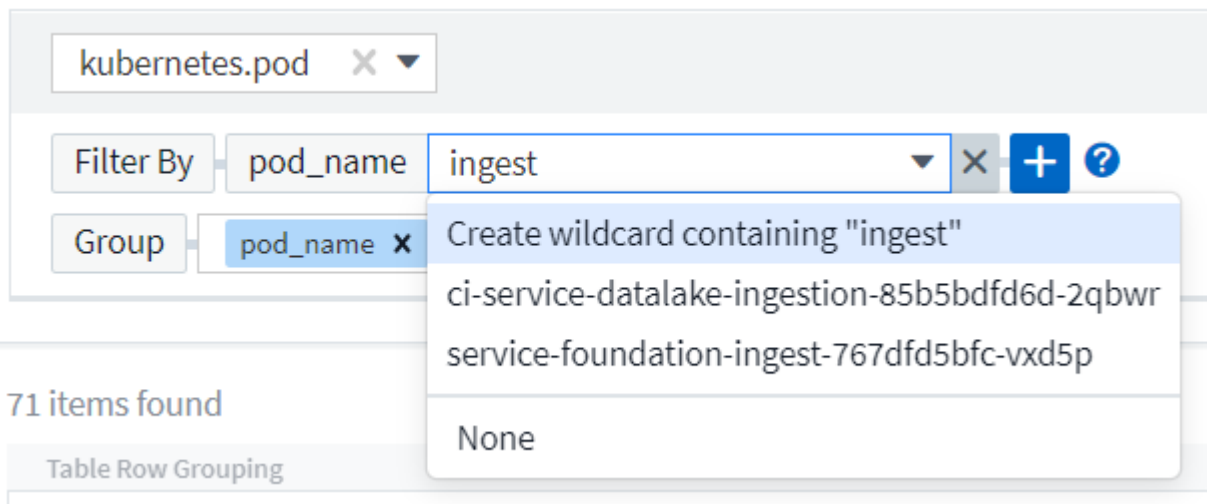 kubernetes.pod
Filter By pod_name ingest
Group pod_name
Create wildcard containing "ingest"
ci-service-datalake-ingestion-85b5bdfd6d-2qbwr
service-foundation-ingest-767dfd5bfc-vxd5p
None
71 items found
Table Row Grouping